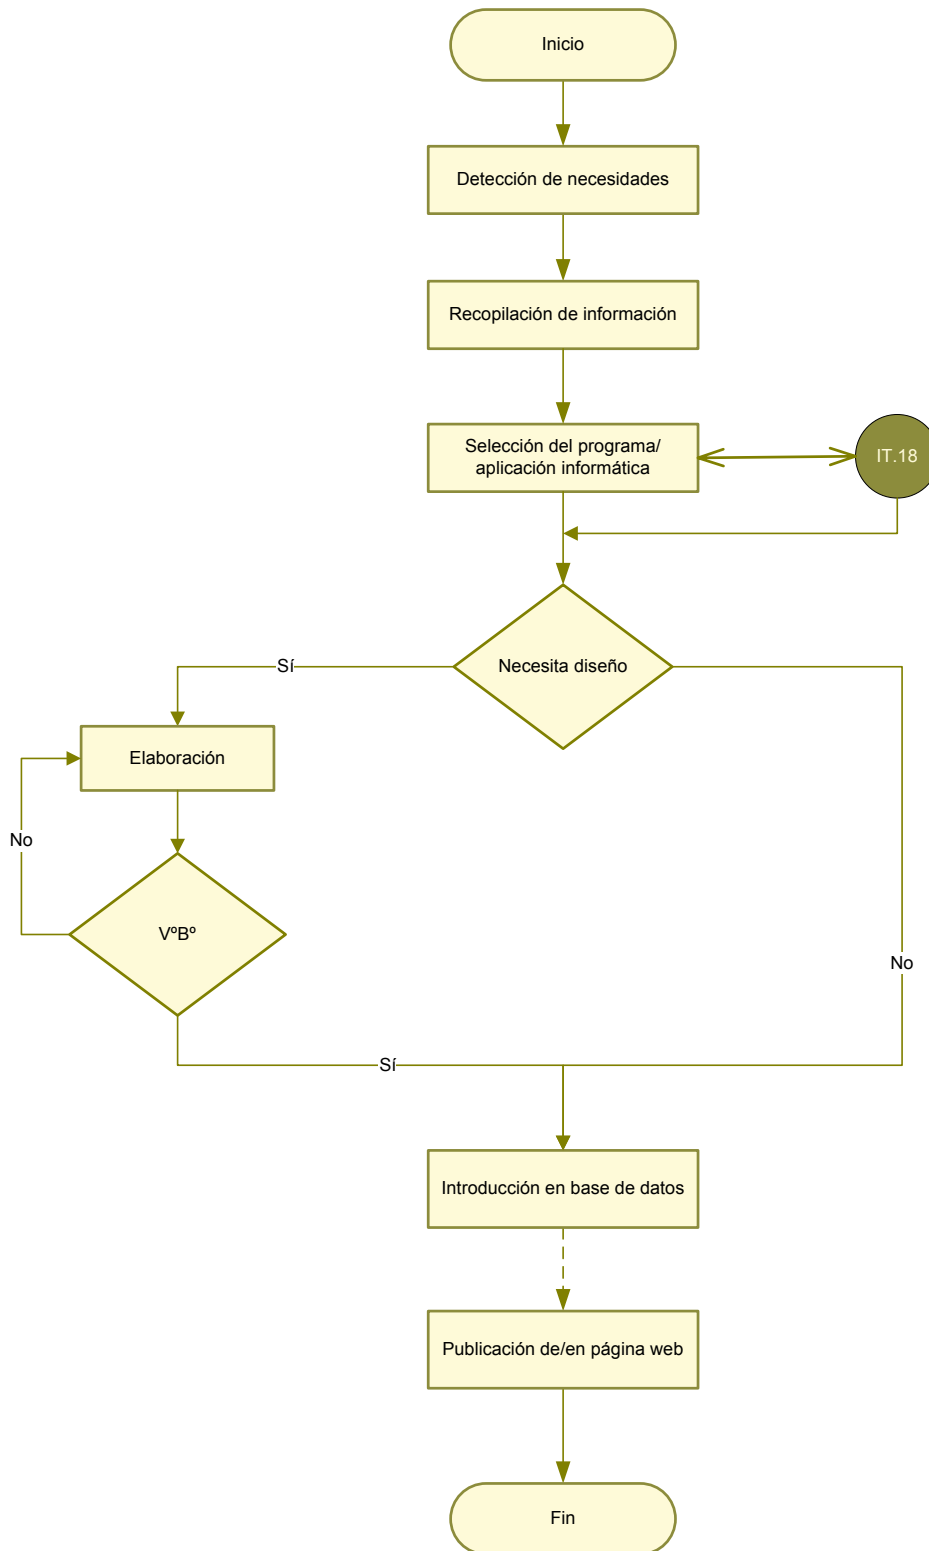 Inicio
Detección de necesidades
Recopilación de información
Selección del programa/
aplicación informática
IT.18
Necesita diseño
Sí
Elaboración
No
VºBº
No
Sí
Introducción en base de datos
Publicación de/en página web
Fin